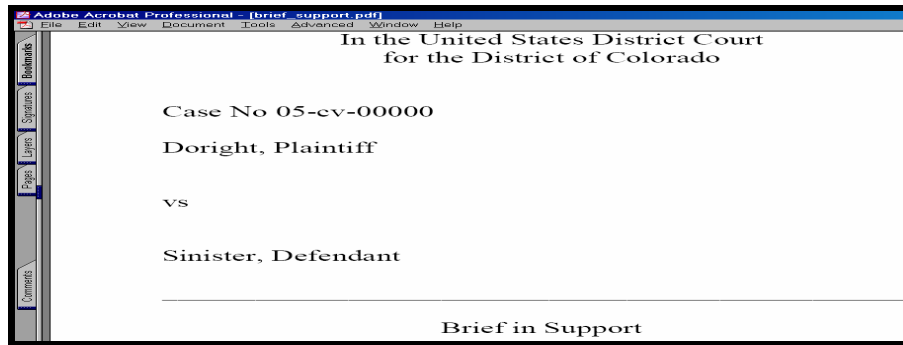 Adobe Acrobat Professional - [brief_support.pdf]
File Edit View Document Tools Advanced Window Help
Bookmarks
Signatures
Layers
Pages
Comments
In the United States District Court
for the District of Colorado
Case No 05-cv-00000
Doright, Plaintiff
vs
Sinister, Defendant
Brief in Support